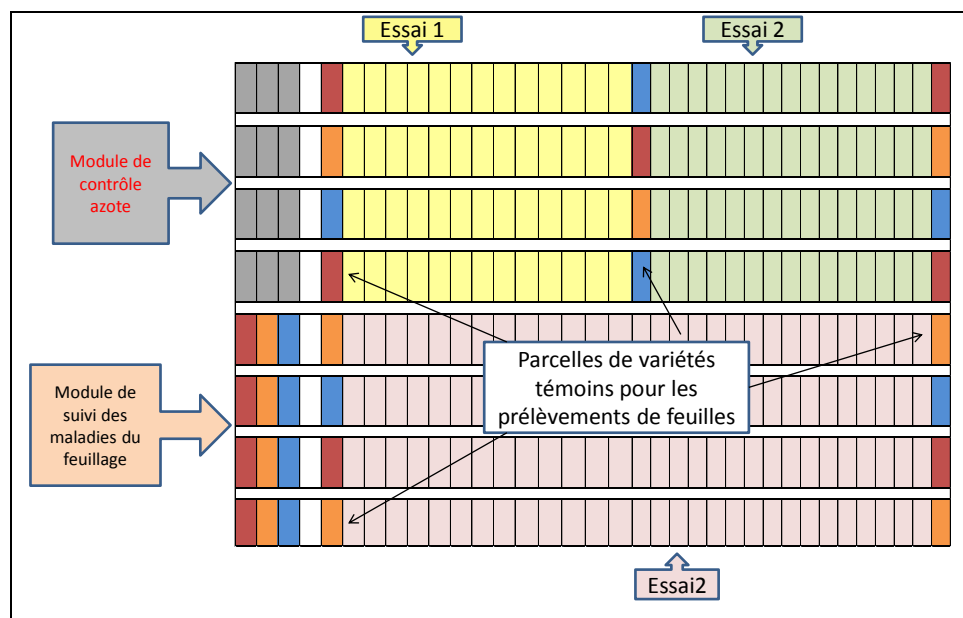 Essai 1
Essai 2
Module de
contrôle
azote
Parcelles de variétés
témoins pour les
prélèvements de feuilles
Module de
suivi des
maladies du
feuillage
Essai2